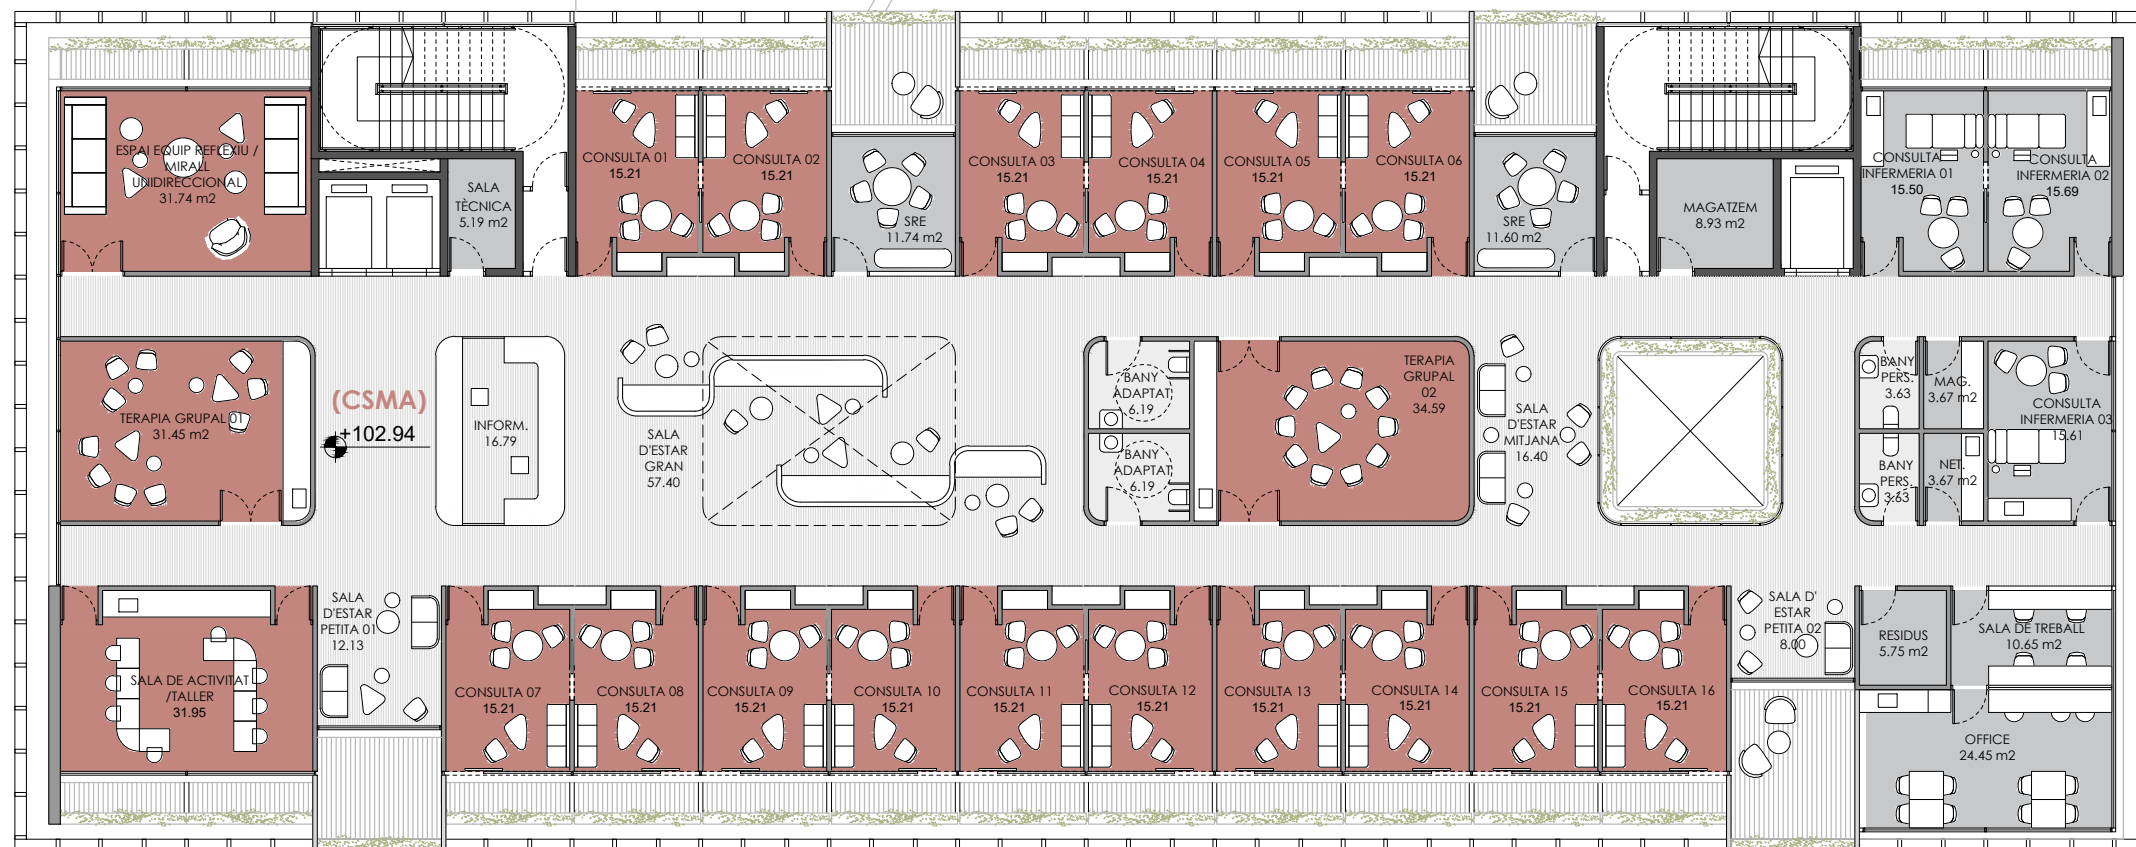 ESPAI EQUIP REFLEXIU /
MIRALL
UNIDIRECCIONAL
31.74 m2
SALA
TÈCNICA
5.19 m2
CONSULTA 01
15.21
CONSULTA 02
15.21
SRE
11.74 m2
CONSULTA 03
15.21
CONSULTA 04
15.21
CONSULTA 05
15.21
CONSULTA 06
15.21
SRE
11.60 m2
MAGATZEM
8.93 m2
CONSULTA
INFERMERIA 01
15.50
CONSULTA
INFERMERIA 02
15.69
TERAPIA GRUPAL 01
31.45 m2
(CSMA)
+102.94
INFORM.
16.79
SALA
D'ESTAR
GRAN
57.40
BANY
ADAPTAT
6.19
BANY
ADAPTAT
6.19
TERAPIA
GRUPAL
02
34.59
SALA
D'ESTAR
MITJANA
16.40
BANY
PERS.
3.63
MAG.
3.67 m2
BANY
PERS.
3.63
NET.
3.67 m2
CONSULTA
INFERMERIA 03
15.61
SALA DE ACTIVITAT
/TALLER
31.95
SALA
D'ESTAR
PETITA 01
12.13
CONSULTA 07
15.21
CONSULTA 08
15.21
CONSULTA 09
15.21
CONSULTA 10
15.21
CONSULTA 11
15.21
CONSULTA 12
15.21
CONSULTA 13
15.21
CONSULTA 14
15.21
CONSULTA 15
15.21
CONSULTA 16
15.21
SALA D'
ESTAR
PETITA 02
8.00
RESIDUS
5.75 m2
SALA DE TREBALL
10.65 m2
OFFICE
24.45 m2